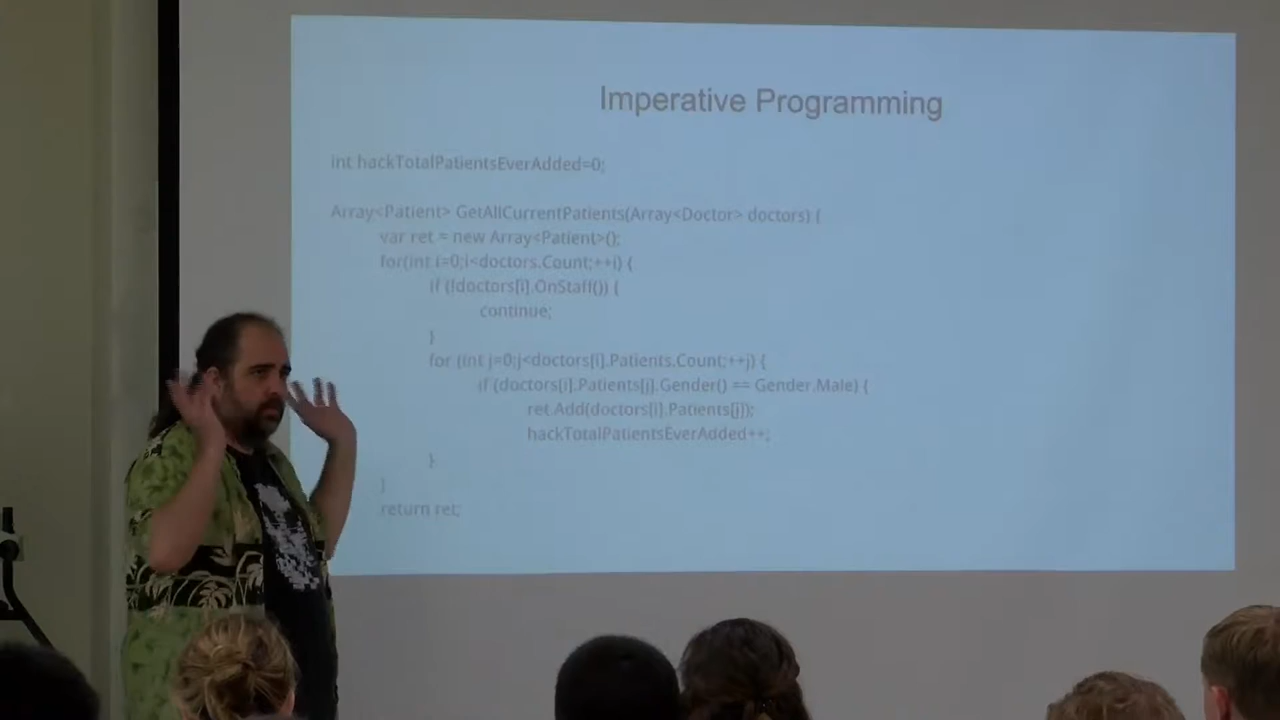 Imperative Programming
int hackTotalPatientsEverAdded=0;
Array<Patient> GetAllCurrentPatients(Array<Doctor> doctors) {
var ret = new Array<Patient>();
for(int i=0;i<doctors.Count;++i) {
if (!doctors[i].OnStaff()) {
continue;
}
for (int j=0;j<doctors[i].Patients.Count;++j) {
if (doctors[i].Patients[j].Gender() == Gender.Male) {
ret.Add(doctors[i].Patients[j]);
hackTotalPatientsEverAdded++;
}
}
return ret;